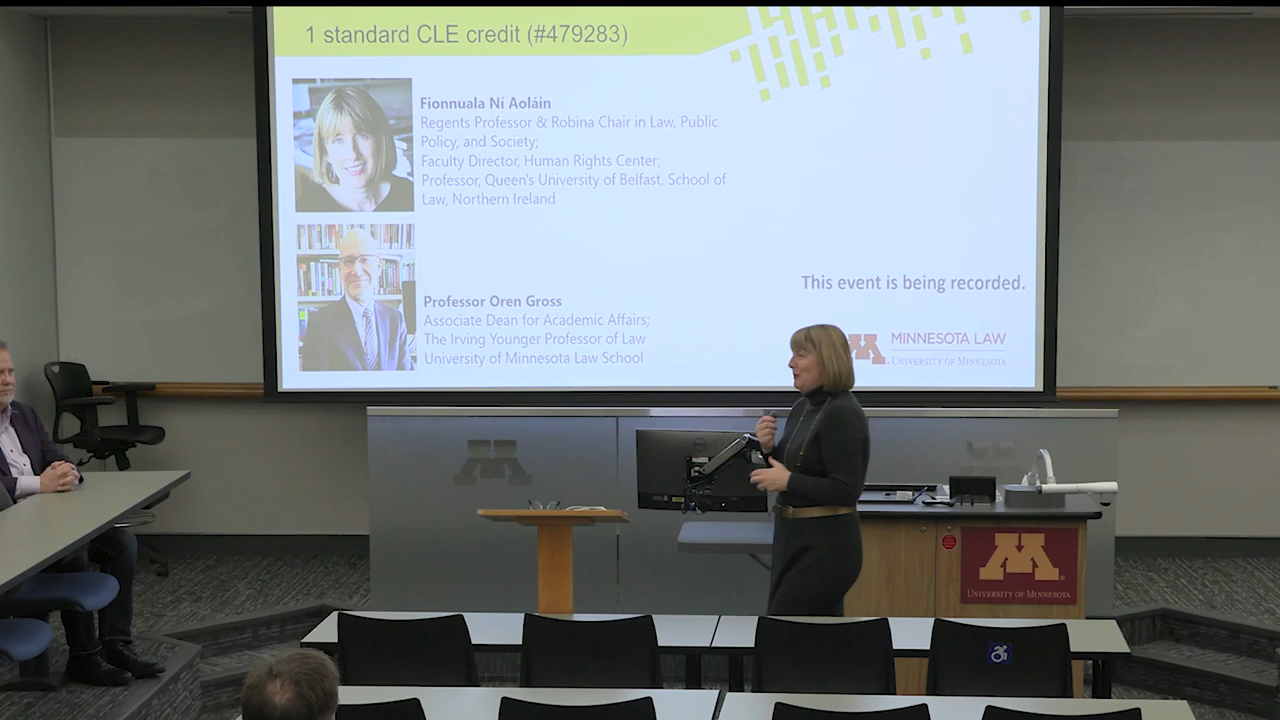 1 standard CLE credit (#479283)
Fionnuala Ní Aoláin
Regents Professor & Robina Chair in Law, Public
Policy, and Society;
Faculty Director, Human Rights Center;
Professor, Queen's University of Belfast, School of
Law, Northern Ireland
This event is being recorded.
Professor Oren Gross
Associate Dean for Academic Affairs;
The Irving Younger Professor of Law
University of Minnesota Law School
M
MINNESOTA LAW
UNIVERSITY OF MINNESOTA
M
DELL
M
UNIVERSITY OF MINNESOTA